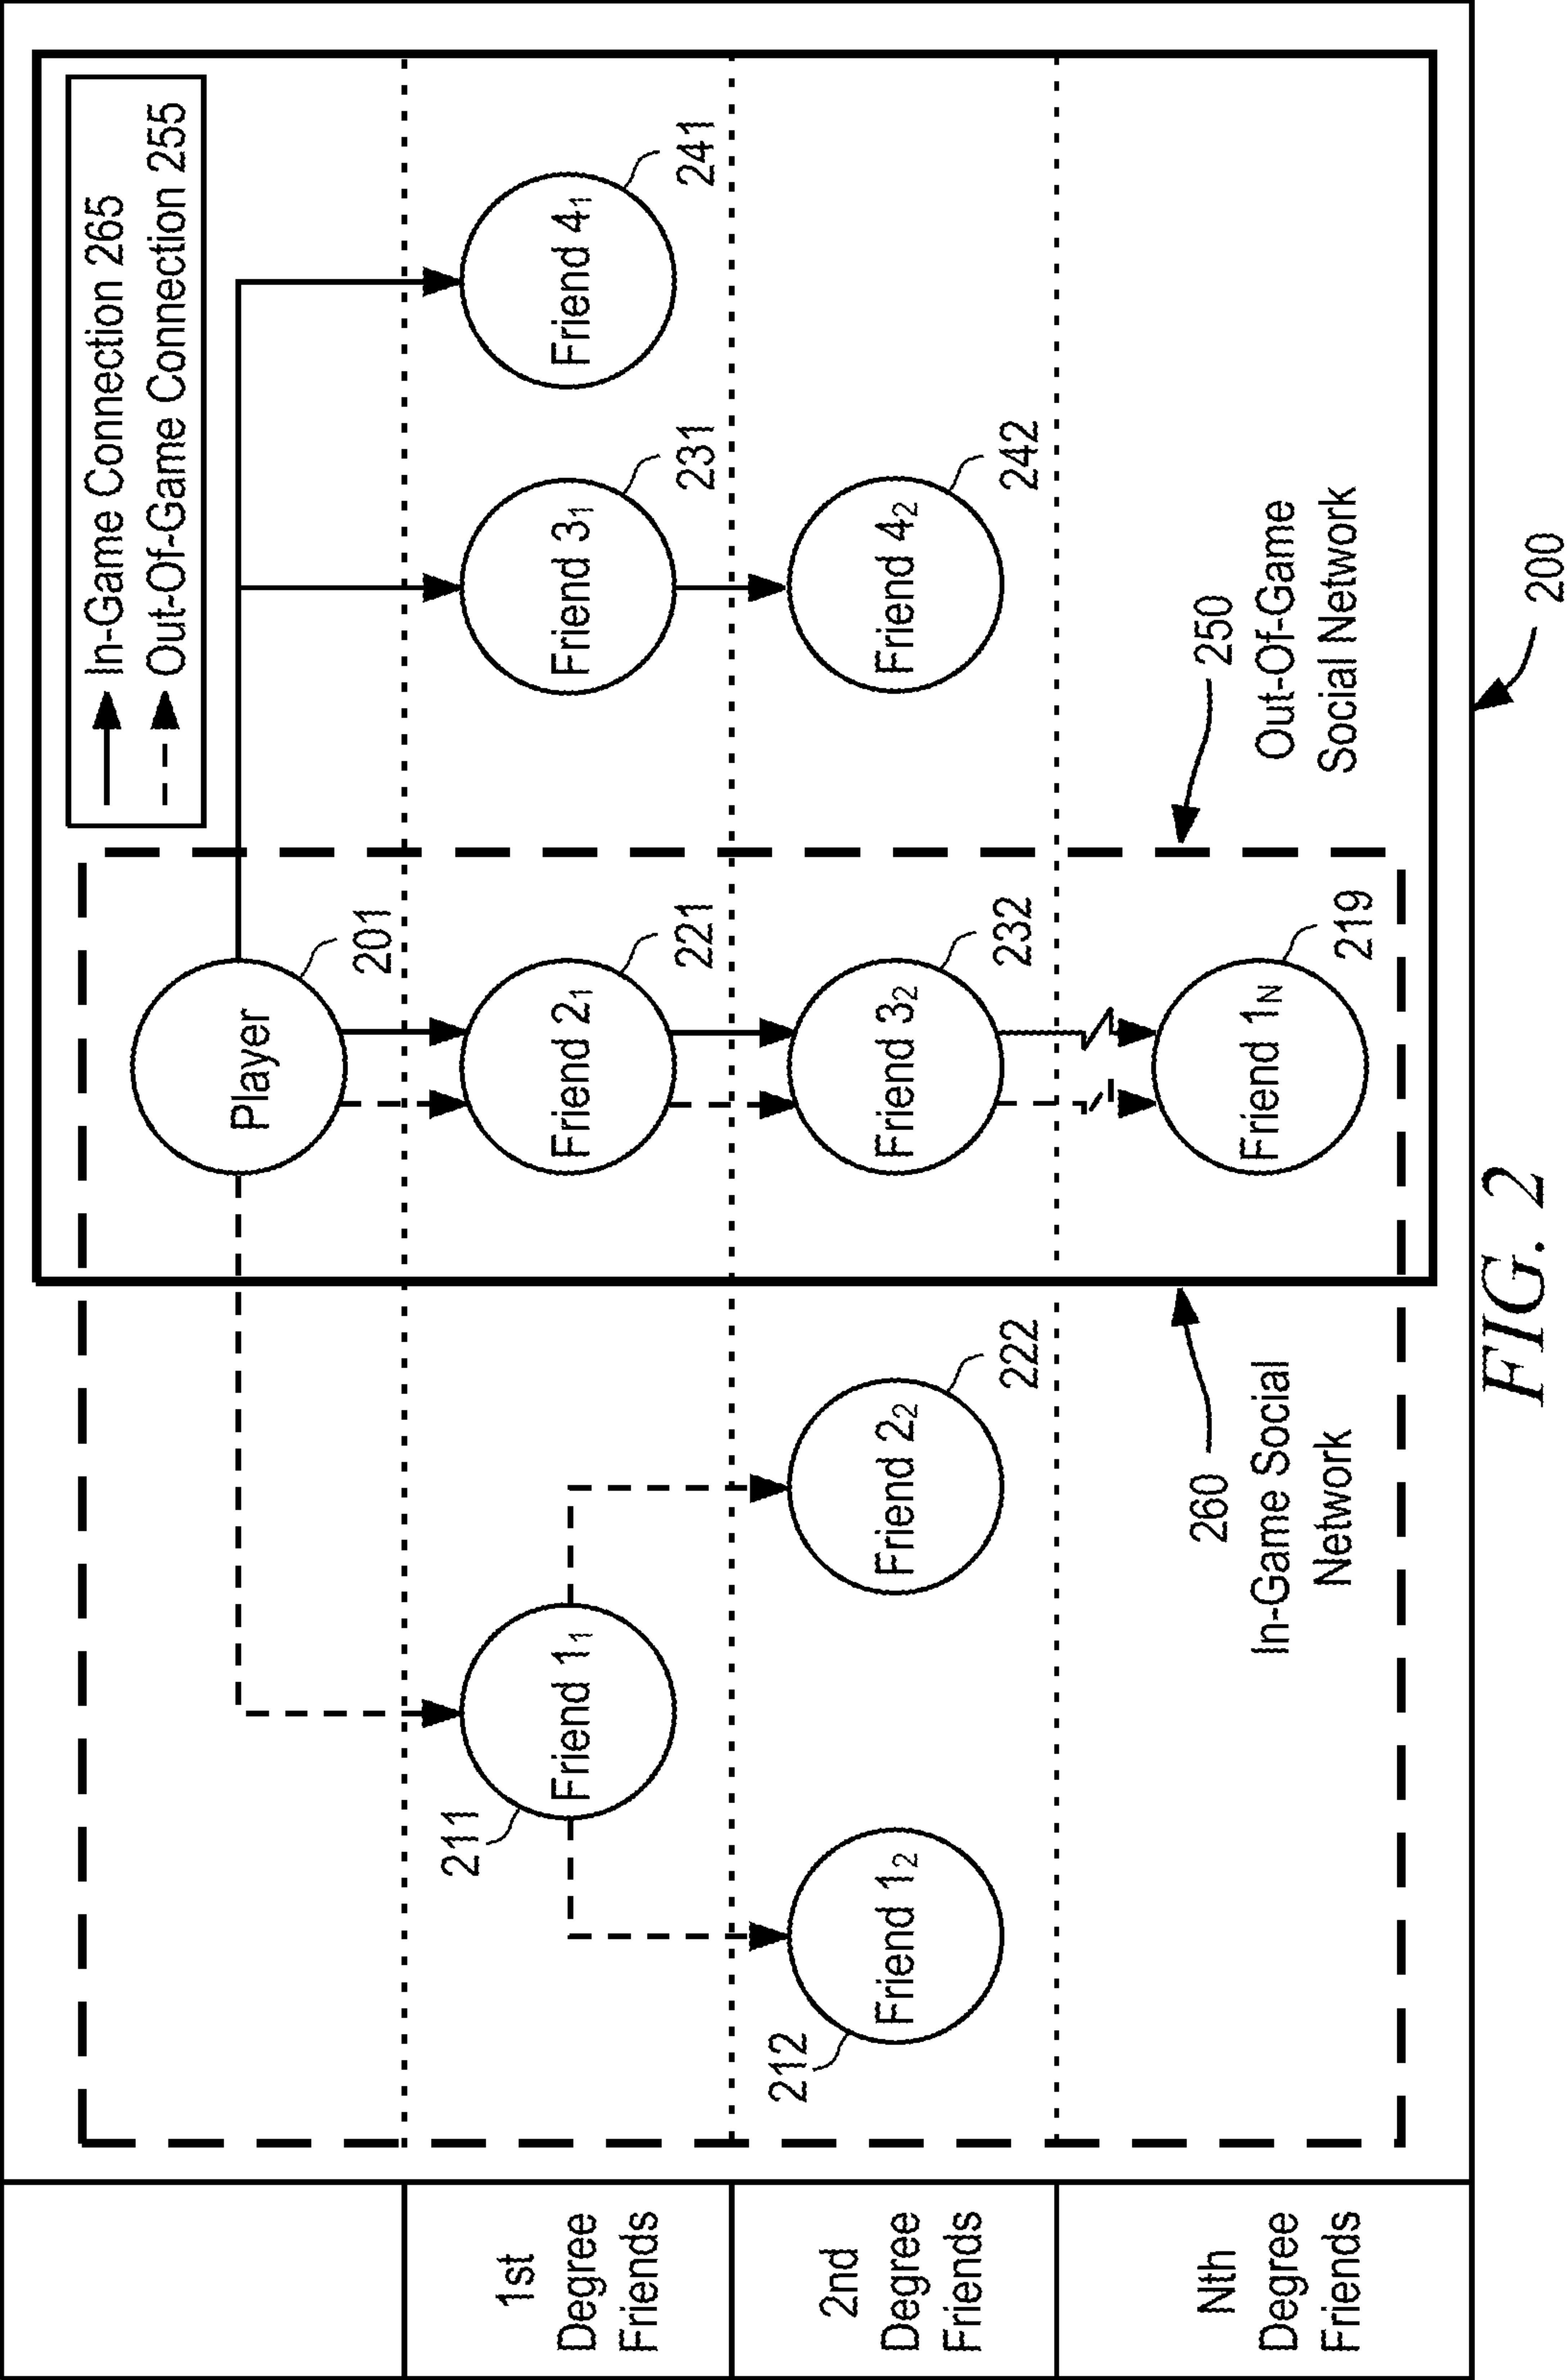 In-Game Connection 265
Out-Of-Game Connection 255
Player
201
1st
Degree
Friends
211
Friend 1₁
Friend 2₁
221
Friend 3₁
231
Friend 4₁
241
2nd
Degree
Friends
212
Friend 1₂
Friend 2₂
222
Friend 3₂
232
Friend 4₂
242
Nth
Degree
Friends
260
In-Game Social
Network
Friend 1N
219
250
Out-Of-Game
Social Network
200
FIG. 2